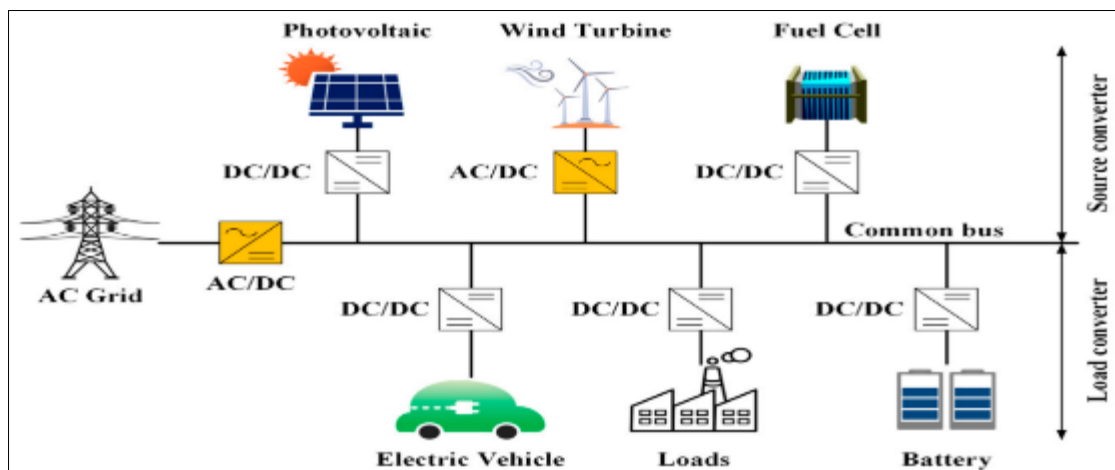 Photovoltaic
Wind Turbine
Fuel Cell
Source converter
DC/DC
AC/DC
DC/DC
Common bus
AC Grid
AC/DC
DC/DC
DC/DC
DC/DC
Load converter
Electric Vehicle
Loads
Battery